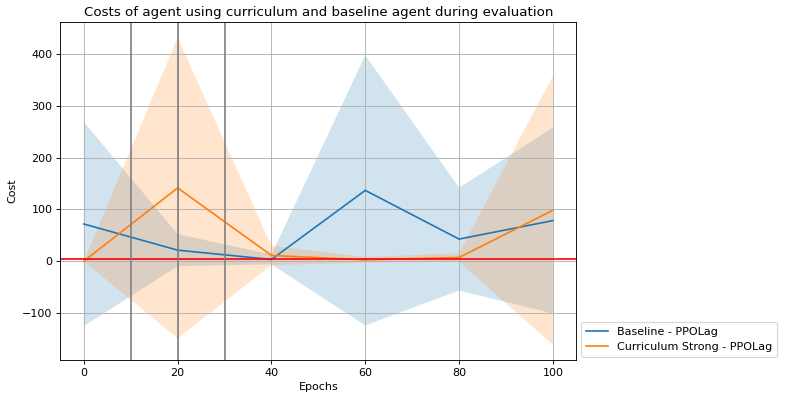 Costs of agent using curriculum and baseline agent during evaluation
400
300
200
100
0
−100
Cost
0 20 40 60 80 100
Epochs
Baseline - PPOLag
Curriculum Strong - PPOLag